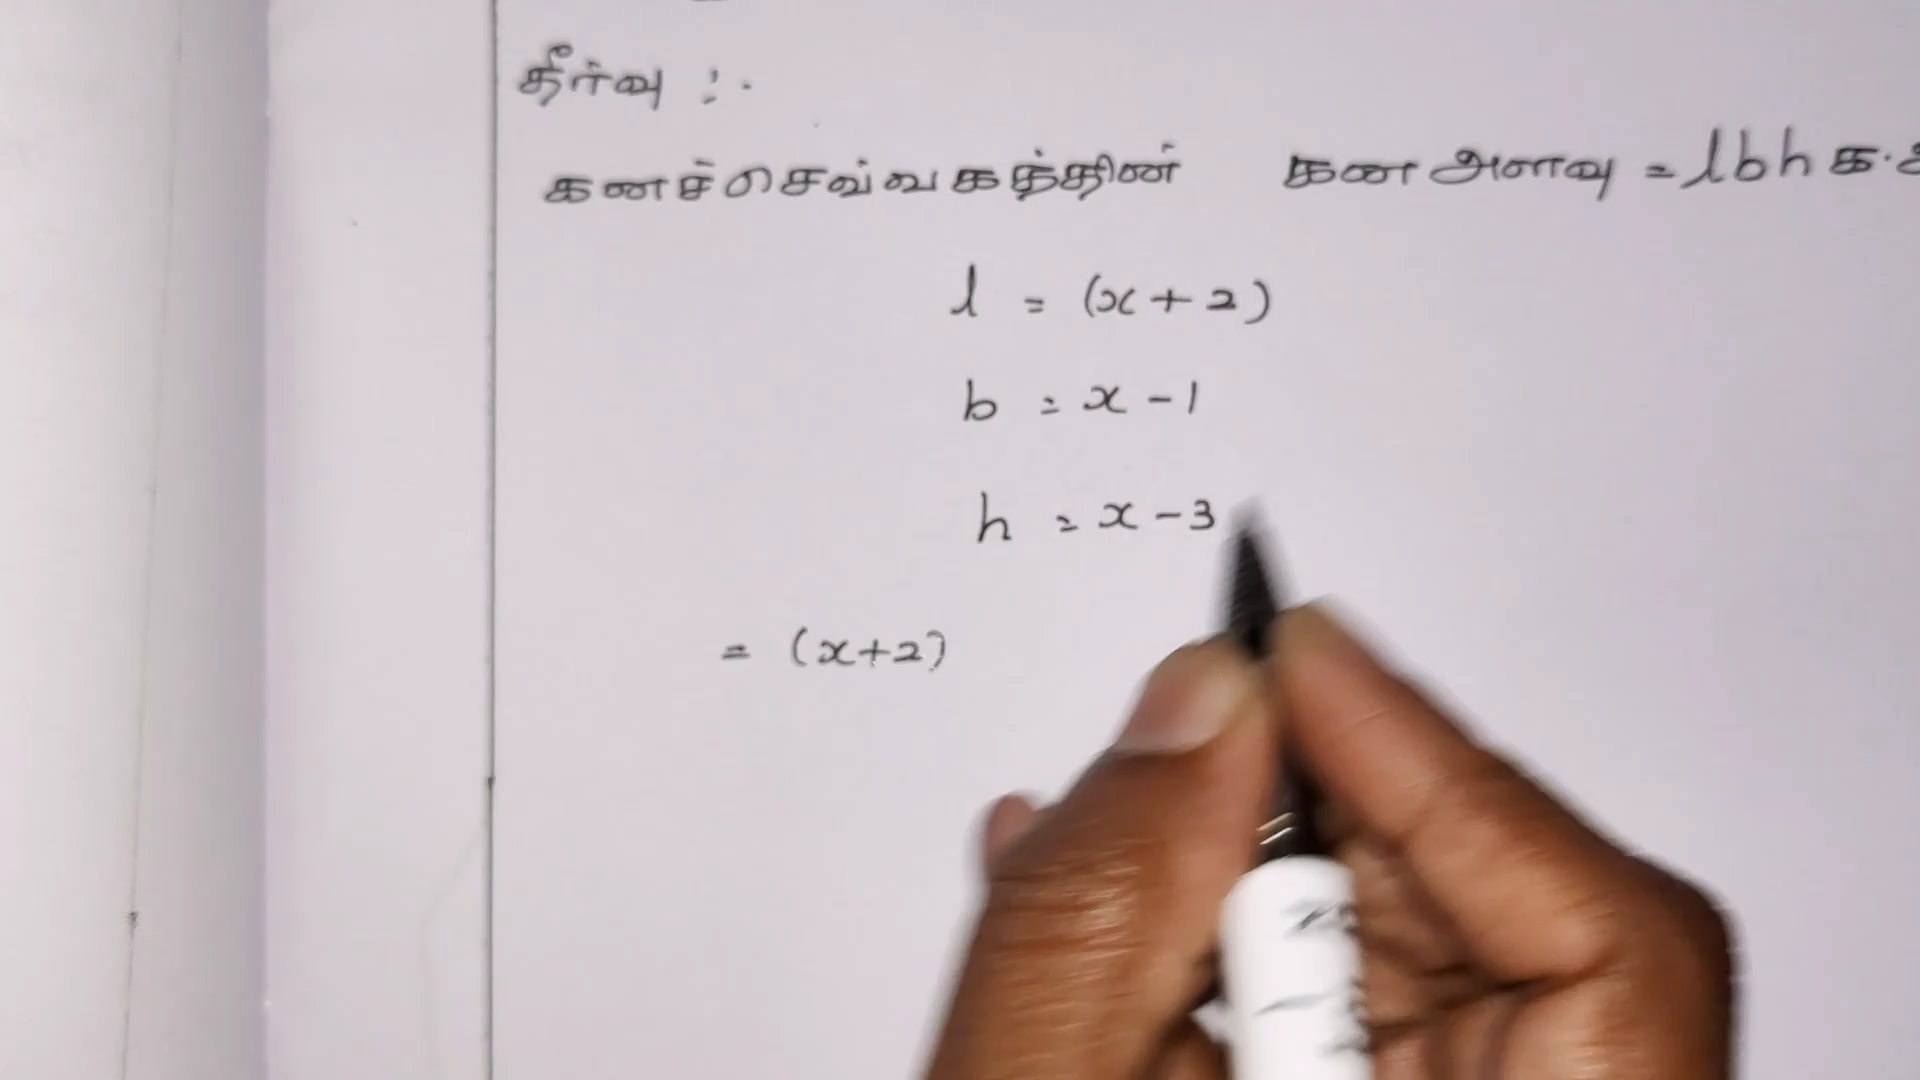 தீர்வு :.
கனச்செவ்வகத்தின் கன அளவு = lbh க.
l = (x + 2)
b = x - 1
h = x - 3
= (x+2)